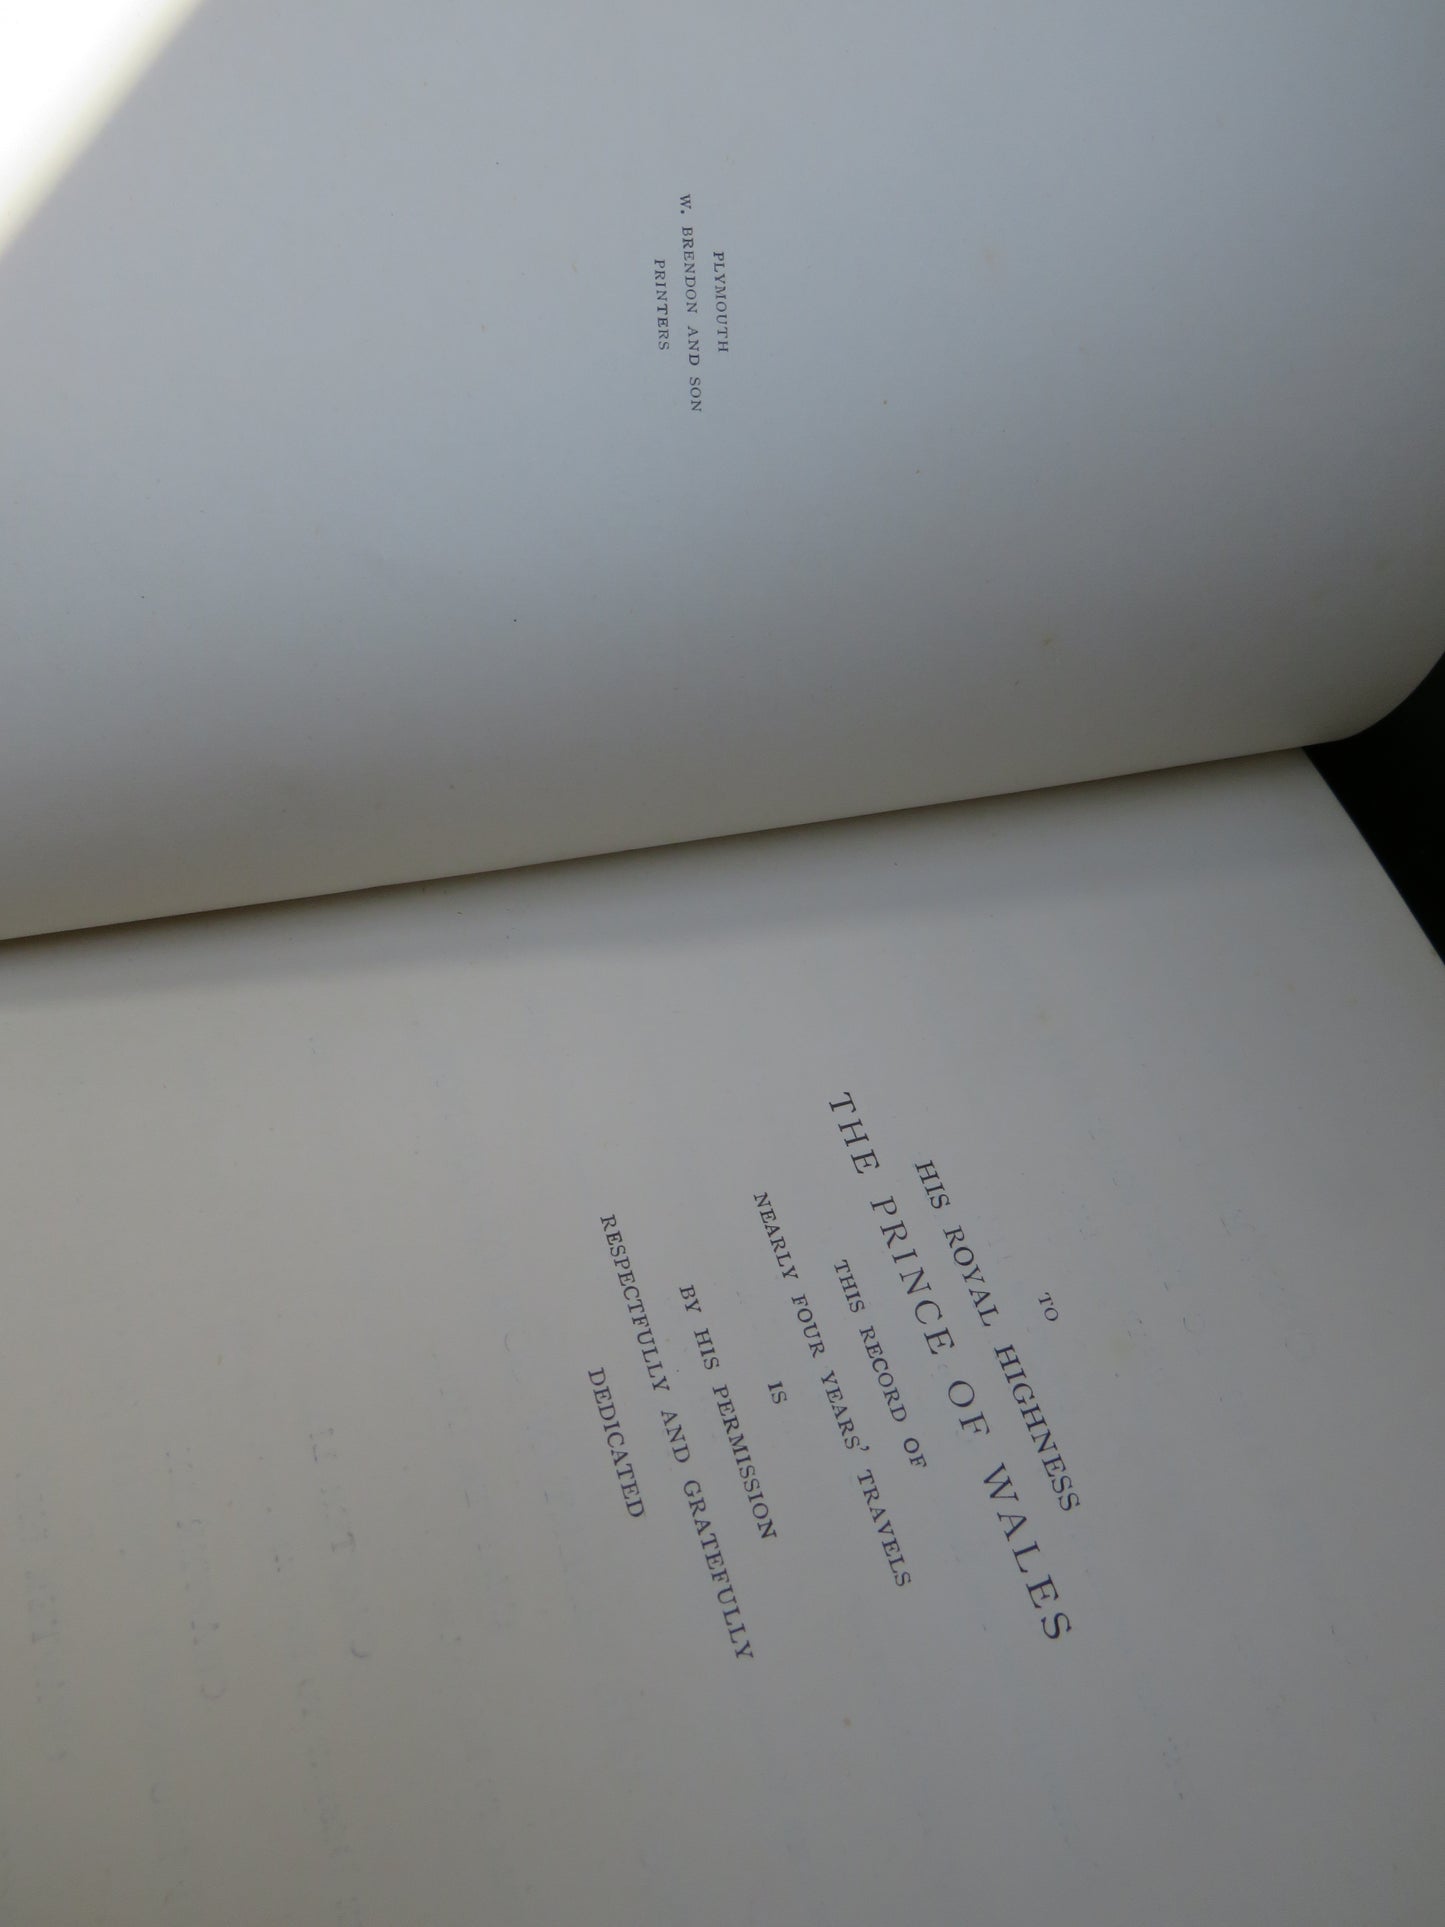 PLYMOUTH
W. BRENDON AND SON
PRINTERS
TO
HIS ROYAL HIGHNESS
THE PRINCE OF WALES
THIS RECORD OF
NEARLY FOUR YEARS' TRAVELS
IS
BY HIS PERMISSION
RESPECTFULLY AND GRATEFULLY
DEDICATED